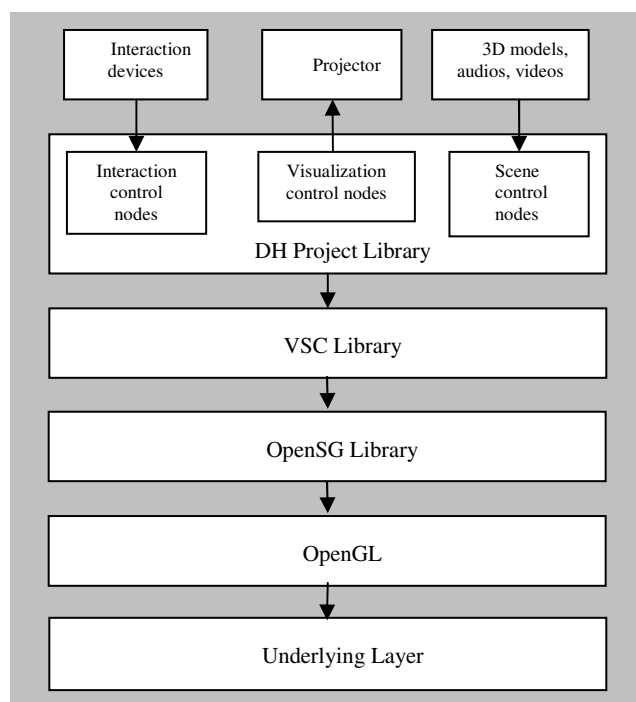 Interaction
devices
Projector
3D models,
audios, videos
Interaction
control
nodes
Visualization
control nodes
Scene
control
nodes
DH Project Library
VSC Library
OpenSG Library
OpenGL
Underlying Layer